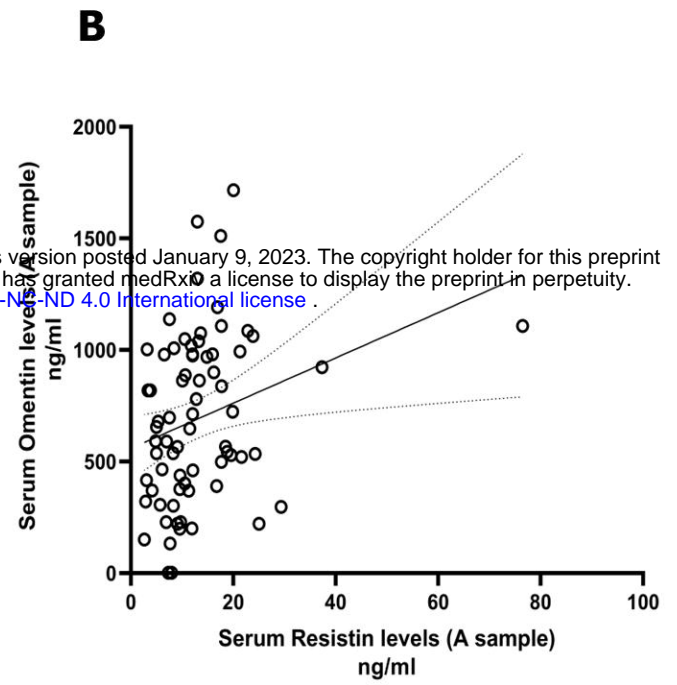 B
2000
1500
1000
500
0
0 20 40 60 80 100
Serum Omentin levels (A sample)
ng/ml
version posted January 9, 2023. The copyright holder for this preprint
has granted medRxiv a license to display the preprint in perpetuity.
-NC-ND 4.0 International license .
Serum Resistin levels (A sample)
ng/ml